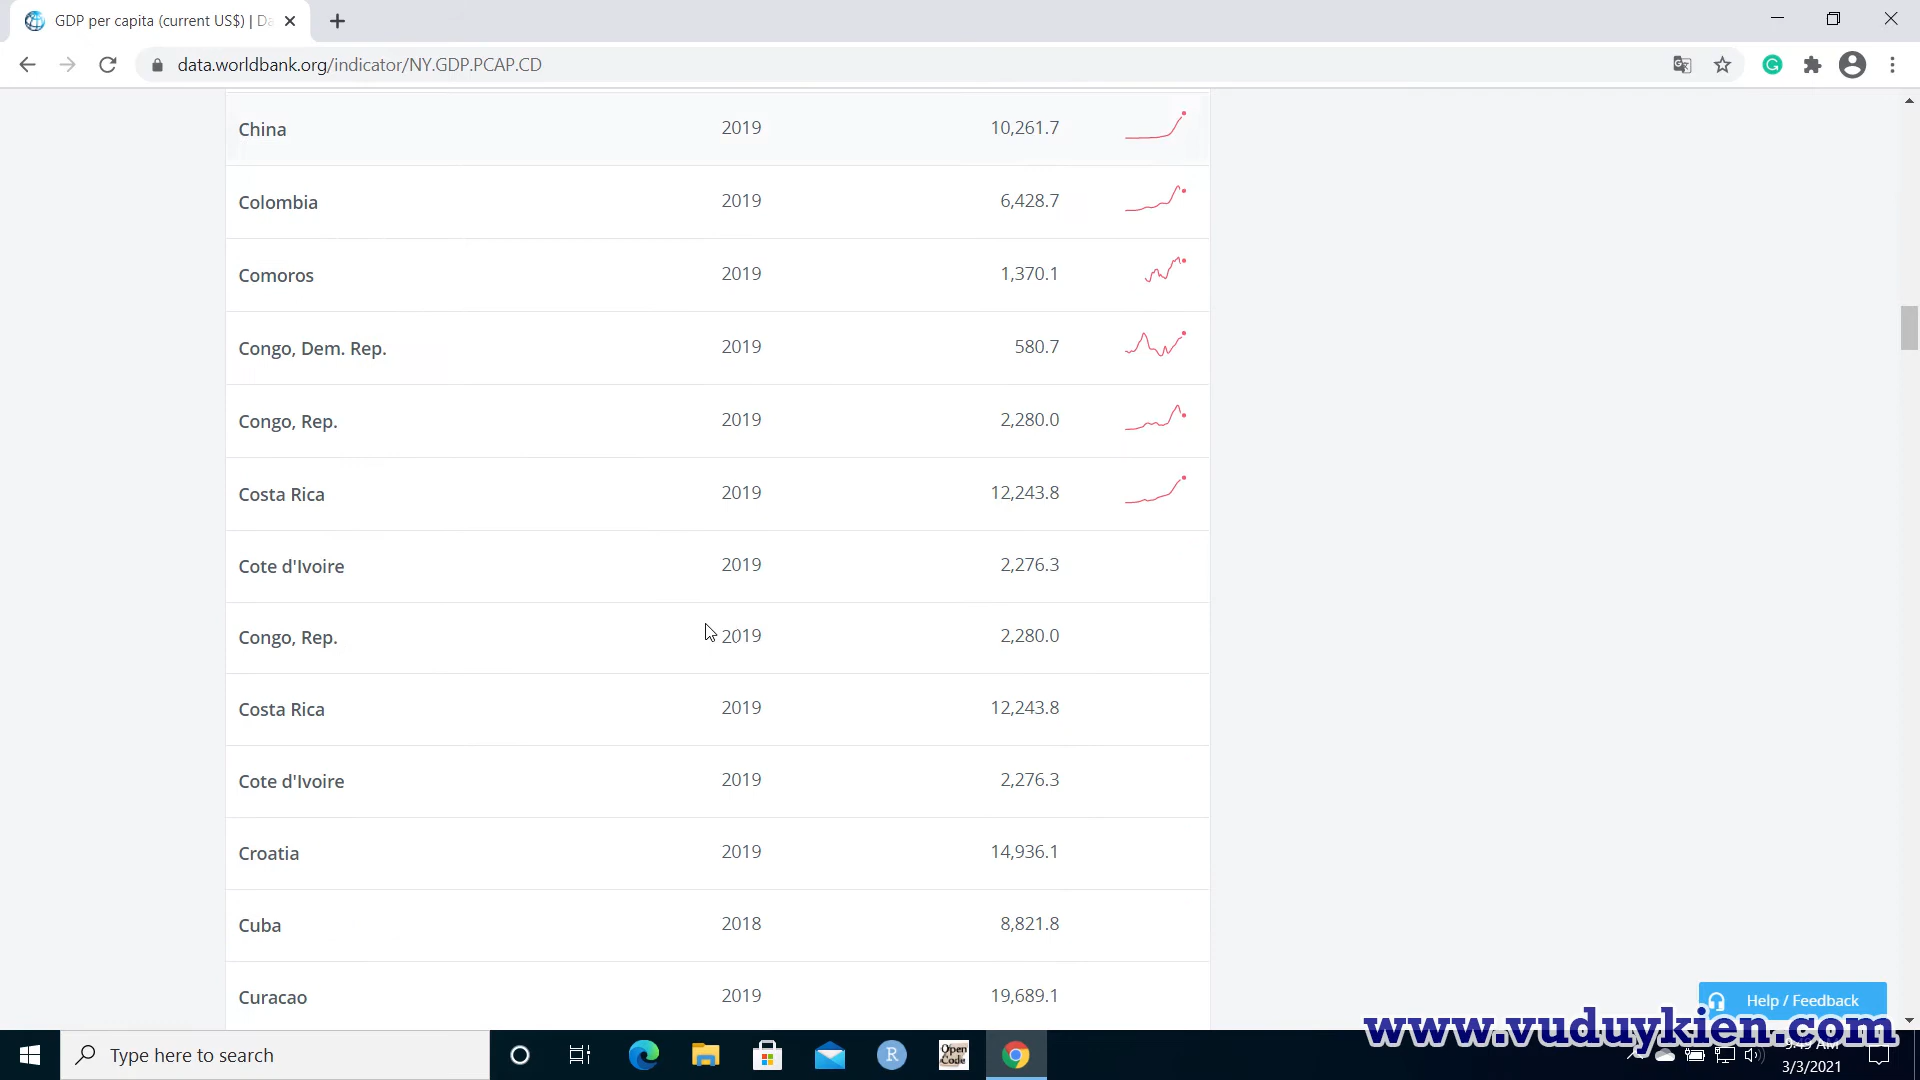 GDP per capita (current US$) | Da
data.worldbank.org/indicator/NY.GDP.PCAP.CD
China 2019 10,261.7
Colombia 2019 6,428.7
Comoros 2019 1,370.1
Congo, Dem. Rep. 2019 580.7
Congo, Rep. 2019 2,280.0
Costa Rica 2019 12,243.8
Cote d'Ivoire 2019 2,276.3
Congo, Rep. 2019 2,280.0
Costa Rica 2019 12,243.8
Cote d'Ivoire 2019 2,276.3
Croatia 2019 14,936.1
Cuba 2018 8,821.8
Curacao 2019 19,689.1
Help / Feedback
www.vuduykien.com
Type here to search
R
Open
Code
9:49 AM
3/3/2021